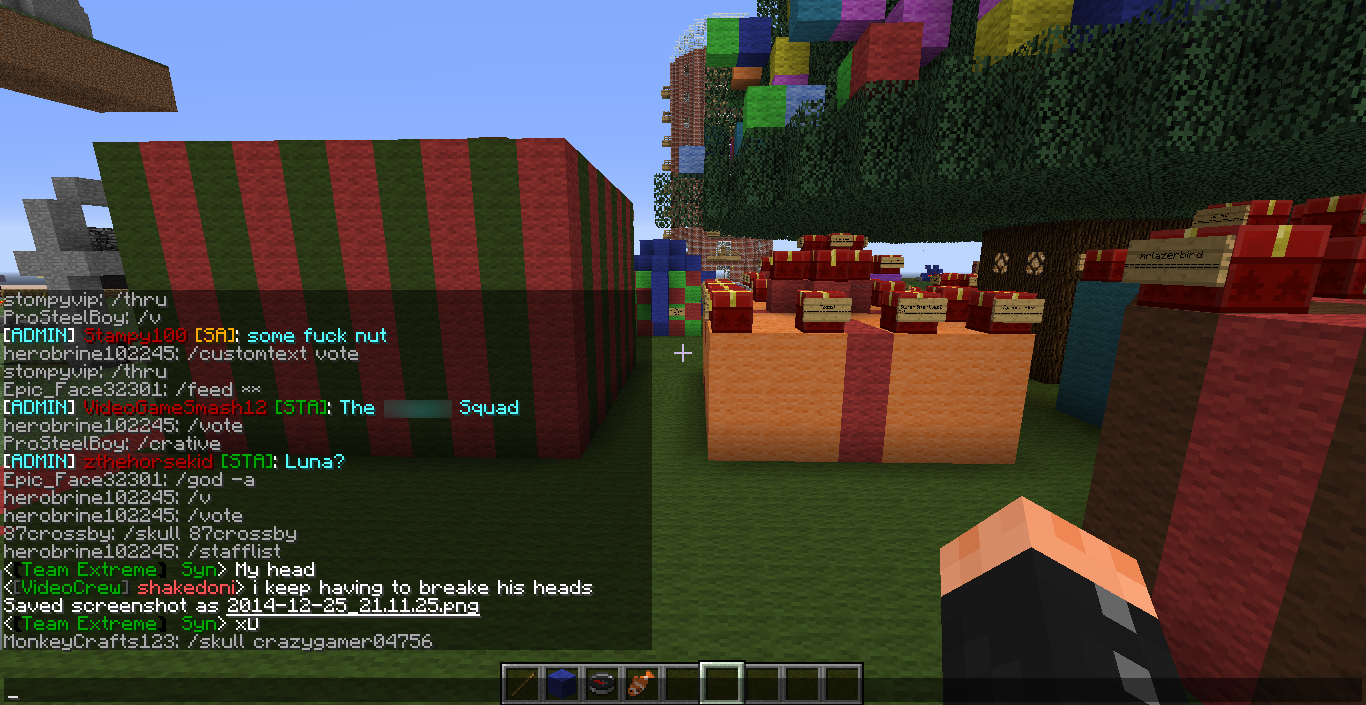 Mrlazerbird
stompyvip: /thru
ProSteelBoy: /v
[ADMIN] Stampy100 [SA]: some fuck nut
herobrine102245: /customtext vote
stompyvip: /thru
Epic_Face32301: /feed **
[ADMIN] VideoGameSmash12 [STA]: The Squad
herobrine102245: /vote
ProSteelBoy: /crative
[ADMIN] zthehorsekid [STA]: Luna?
Epic_Face32301: /god -a
herobrine102245: /v
herobrine102245: /vote
87crossby: /skull 87crossby
herobrine102245: /stafflist
< Team Extreme Syn> My head
<[VideoCrew] shakedoni> i keep having to breake his heads
Saved screenshot as 2014-12-25_21.11.25.png
< Team Extreme Syn> xD
MonkeyCrafts123: /skull crazygamer04756
_